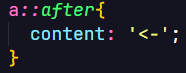 a::after{
  content: '<-';
}